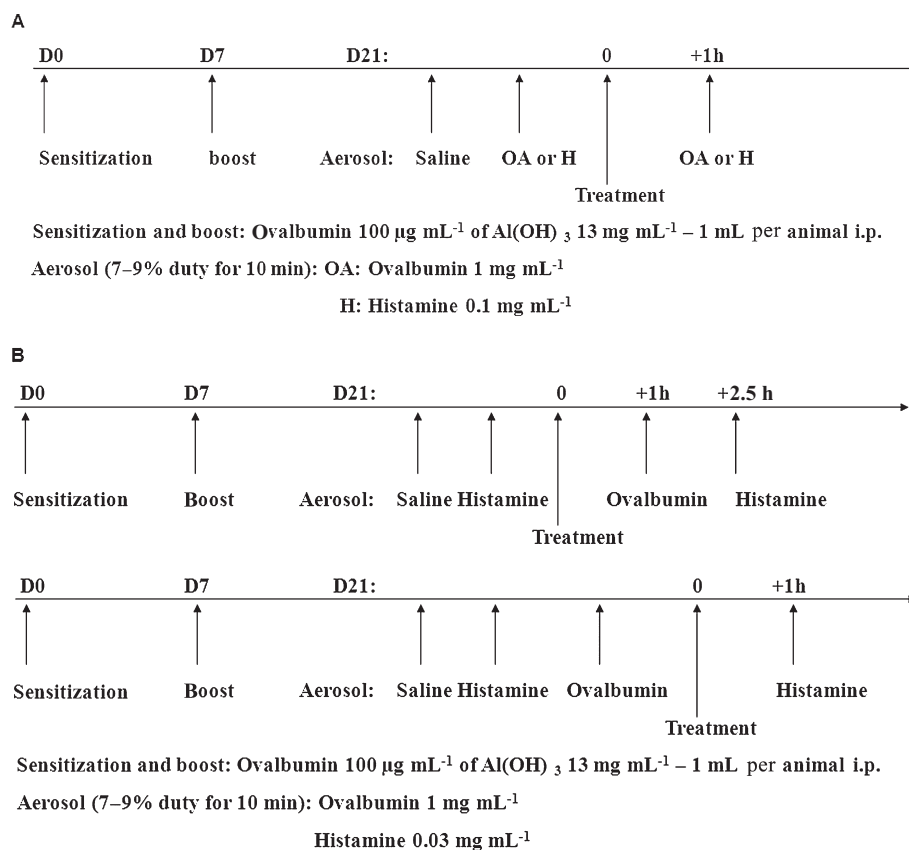 A
D0 D7 D21: 0 +1h
Sensitization boost Aerosol: Saline OA or H OA or H
Treatment
Sensitization and boost: Ovalbumin 100 µg mL⁻¹ of Al(OH) ₃ 13 mg mL⁻¹ – 1 mL per animal i.p.
Aerosol (7–9% duty for 10 min): OA: Ovalbumin 1 mg mL⁻¹
H: Histamine 0.1 mg mL⁻¹
B
D0 D7 D21: 0 +1h +2.5 h
Sensitization Boost Aerosol: Saline Histamine Ovalbumin Histamine
Treatment
D0 D7 D21: 0 +1h
Sensitization Boost Aerosol: Saline Histamine Ovalbumin Histamine
Treatment
Sensitization and boost: Ovalbumin 100 µg mL⁻¹ of Al(OH) ₃ 13 mg mL⁻¹ – 1 mL per animal i.p.
Aerosol (7–9% duty for 10 min): Ovalbumin 1 mg mL⁻¹
Histamine 0.03 mg mL⁻¹